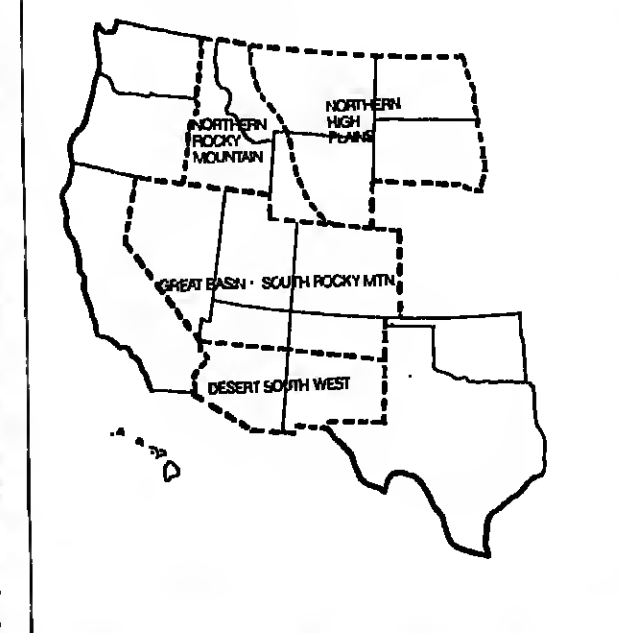 NORTHERN
HIGH
PLAINS
NORTHERN
ROCKY
MOUNTAIN
GREAT BASIN · SOUTH ROCKY MTN.
DESERT SOUTH WEST